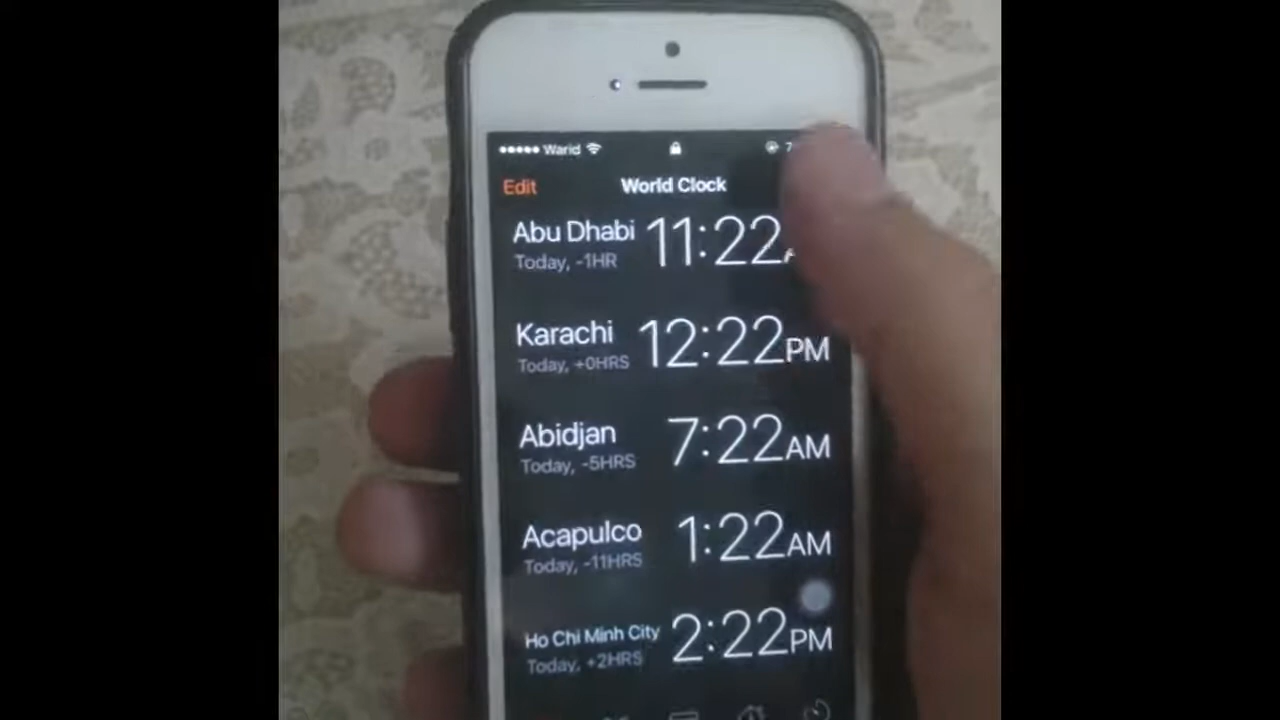 Warid
Edit World Clock
Abu Dhabi 11:22
Today, -1HR
Karachi 12:22PM
Today, +0HRS
Abidjan 7:22AM
Today, -5HRS
Acapulco 1:22AM
Today, -11HRS
Ho Chi Minh City 2:22PM
Today, +2HRS